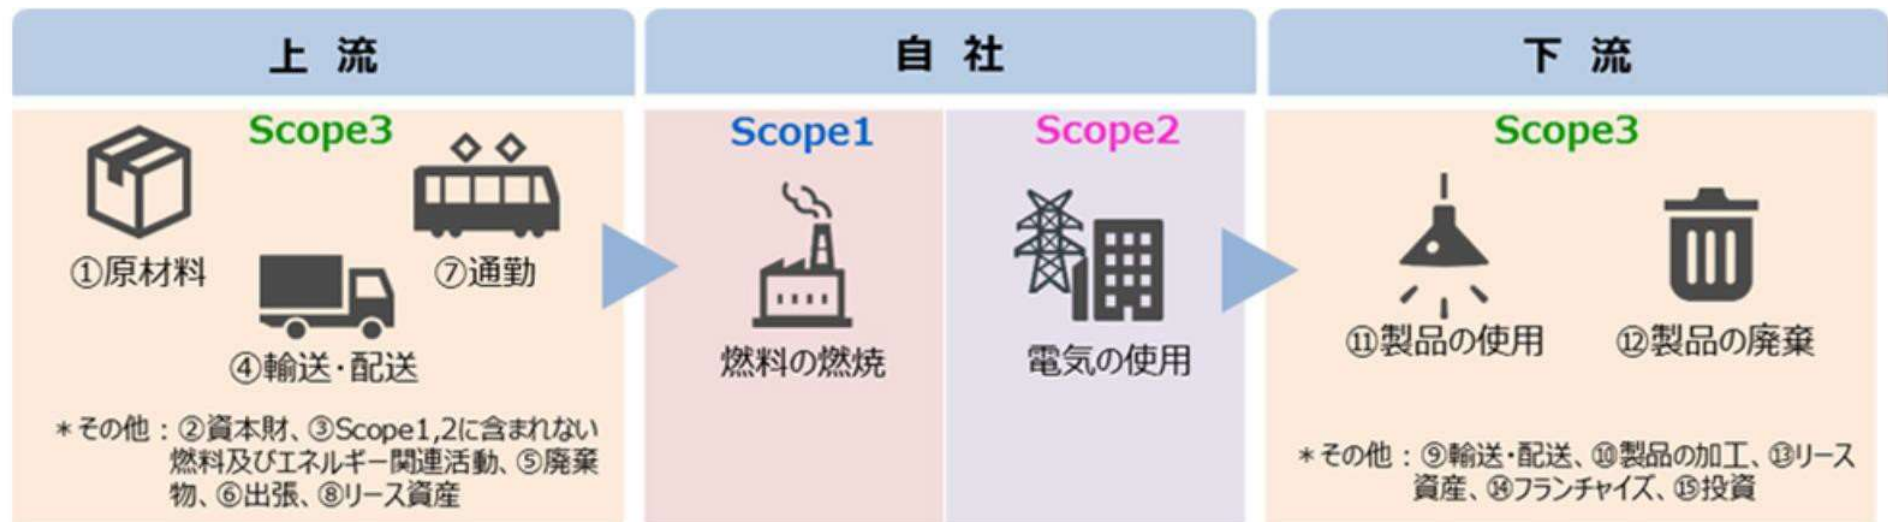 上 流
Scope3
①原材料
⑦通勤
④輸送・配送
*その他：②資本財、③Scope1,2に含まれない
燃料及びエネルギー関連活動、⑤廃棄
物、⑥出張、⑧リース資産
自 社
Scope1
燃料の燃焼
Scope2
電気の使用
下 流
Scope3
⑪製品の使用
⑫製品の廃棄
*その他：⑨輸送・配送、⑩製品の加工、⑬リース
資産、⑭フランチャイズ、⑮投資